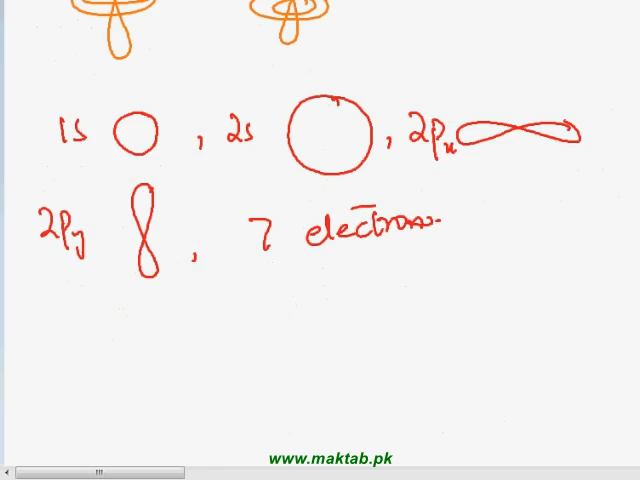 1s , 2s , 2px
2py , 7 electrons
www.maktab.pk